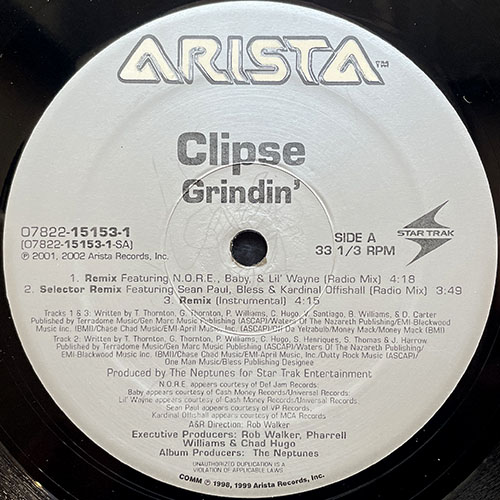 ARISTA™
Clipse
Grindin'
07822-15153-1
(07822-15153-1-SA)
℗ 2001, 2002 Arista Records, Inc.
SIDE A
33 1/3 RPM
STAR TRAK
1. Remix Featuring N.O.R.E., Baby, & Lil' Wayne (Radio Mix) 4:18
2. Selector Remix Featuring Sean Paul, Bless & Kardinal Offishall (Radio Mix) 3:49
3. Remix (Instrumental) 4:15
Tracks 1 & 3: Written by T. Thornton, G. Thornton, P. Williams, C. Hugo, V. Santiago, B. Williams, & D. Carter
Published by Terradome Music/Gen Marc Music/Chase Chad Music (ASCAP)/Waters Of The Nazareth Publishing/EMI-Blackwood
Music Inc. (BMI)/Chase Chad Music/EMI-April Music, Inc. (ASCAP)/Off Da Yelzabulb/Money Mack/Money Mack (BMI)
Track 2: Written by T. Thornton, G. Thornton, P. Williams, C. Hugo, S. Henriques, S. Thomas & J. Harrow
Published by Terradome Music/Gen Marc Music Productions (ASCAP)/Waters Of The Nazareth Publishing/
EMI-Blackwood Music Inc. (BMI)/Chase Chad Music/EMI-April Music, Inc./Dutty Rock Music (ASCAP)/
One Man Music/Bless Publishing Designee
Produced by The Neptunes for Star Trak Entertainment
N.O.R.E. appears courtesy of Def Jam Records
Baby appears courtesy of Cash Money Records/Universal Records
Lil' Wayne appears courtesy of Cash Money Records/Universal Records
Sean Paul appears courtesy of VP Records
Kardinal Offishall appears courtesy of MCA Records
A&R Direction: Rob Walker
Executive Producers: Rob Walker, Pharrell
Williams & Chad Hugo
Album Producers: The Neptunes
UNAUTHORIZED DUPLICATION IS A
VIOLATION OF APPLICABLE LAWS.
COMM ℗ 1998, 1999 Arista Records, Inc.